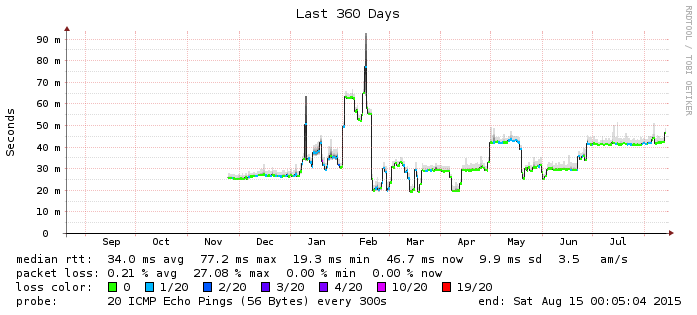 Last 360 Days
RRDTOOL / TOBI OETIKER
Seconds
90 m
80 m
70 m
60 m
50 m
40 m
30 m
20 m
10 m
0
Sep Oct Nov Dec Jan Feb Mar Apr May Jun Jul
median rtt: 34.0 ms avg 77.2 ms max 19.3 ms min 46.7 ms now 9.9 ms sd 3.5 am/s
packet loss: 0.21 % avg 27.08 % max 0.00 % min 0.00 % now
loss color: 0 1/20 2/20 3/20 4/20 10/20 19/20
probe: 20 ICMP Echo Pings (56 Bytes) every 300s end: Sat Aug 15 00:05:04 2015